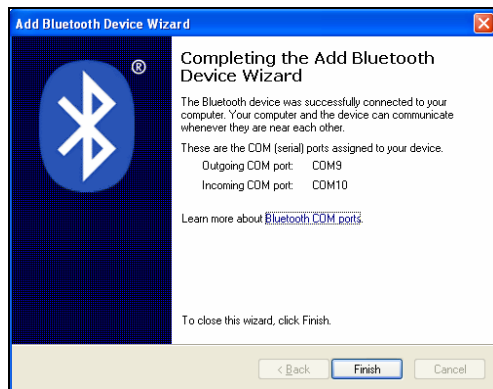 Add Bluetooth Device Wizard
®
Completing the Add Bluetooth
Device Wizard
The Bluetooth device was successfully connected to your
computer. Your computer and the device can communicate
whenever they are near each other.
These are the COM (serial) ports assigned to your device.
Outgoing COM port: COM9
Incoming COM port: COM10
Learn more about Bluetooth COM ports.
To close this wizard, click Finish.
< Back Finish Cancel